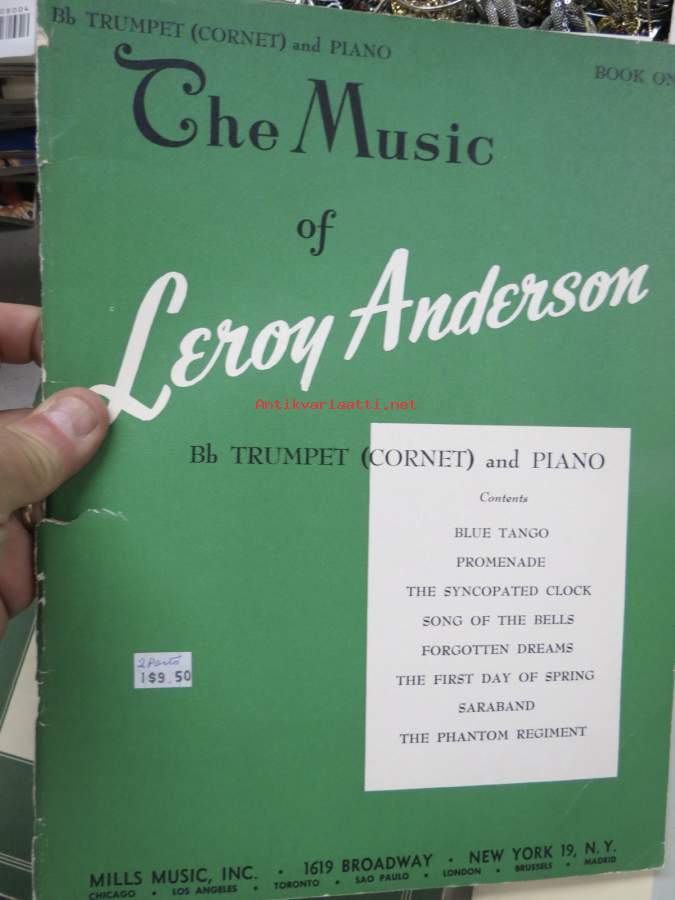 Bb TRUMPET (CORNET) and PIANO
BOOK ON
The Music
of
Leroy Anderson
Antikvariaatti.net
Bb TRUMPET (CORNET) and PIANO
Contents
BLUE TANGO
PROMENADE
THE SYNCOPATED CLOCK
SONG OF THE BELLS
FORGOTTEN DREAMS
THE FIRST DAY OF SPRING
SARABAND
THE PHANTOM REGIMENT
2 Parts
1$9.50
MILLS MUSIC, INC. • 1619 BROADWAY • NEW YORK 19, N. Y.
CHICAGO • LOS ANGELES • TORONTO • SAO PAULO • LONDON • BRUSSELS • MADRID